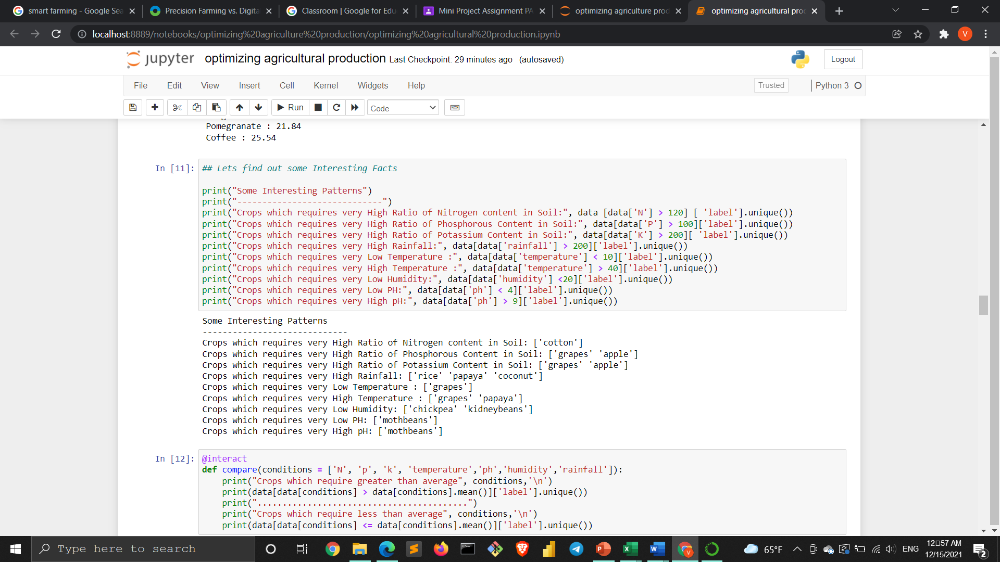 smart farming - Google Sea
Precision Farming vs. Digita
Classroom | Google for Edu
Mini Project Assignment PA
optimizing agriculture prod
optimizing agricultural proc
localhost:8889/notebooks/optimizing%20agriculture%20production/optimizing%20agricultural%20production.ipynb
V
jupyter optimizing agricultural production Last Checkpoint: 29 minutes ago (autosaved)
Logout
File Edit View Insert Cell Kernel Widgets Help
Trusted
Python 3
Run
Code
Pomegranate : 21.84
Coffee : 25.54
In [11]: ## Lets find out some Interesting Facts
print("Some Interesting Patterns")
print("-----------------------------")
print("Crops which requires very High Ratio of Nitrogen content in Soil:", data [data['N'] > 120] [ 'label'].unique())
print("Crops which requires very High Ratio of Phosphorous Content in Soil:", data[data['P'] > 100]['label'].unique())
print("Crops which requires very High Ratio of Potassium Content in Soil:", data[data['K'] > 200][ 'label'].unique())
print("Crops which requires very High Rainfall:", data[data['rainfall'] > 200]['label'].unique())
print("Crops which requires very Low Temperature :", data[data['temperature'] < 10]['label'].unique())
print("Crops which requires very High Temperature :", data[data['temperature'] > 40]['label'].unique())
print("Crops which requires very Low Humidity:", data[data['humidity'] <20]['label'].unique())
print("Crops which requires very Low PH:", data[data['ph'] < 4]['label'].unique())
print("Crops which requires very High pH:", data[data['ph'] > 9]['label'].unique())
Some Interesting Patterns
-----------------------------
Crops which requires very High Ratio of Nitrogen content in Soil: ['cotton']
Crops which requires very High Ratio of Phosphorous Content in Soil: ['grapes' 'apple']
Crops which requires very High Ratio of Potassium Content in Soil: ['grapes' 'apple']
Crops which requires very High Rainfall: ['rice' 'papaya' 'coconut']
Crops which requires very Low Temperature : ['grapes']
Crops which requires very High Temperature : ['grapes' 'papaya']
Crops which requires very Low Humidity: ['chickpea' 'kidneybeans']
Crops which requires very Low PH: ['mothbeans']
Crops which requires very High pH: ['mothbeans']
In [12]: @interact
def compare(conditions = ['N', 'p', 'k', 'temperature','ph','humidity','rainfall']):
print("Crops which require greater than average", conditions,'\n')
print(data[data[conditions] > data[conditions].mean()]['label'].unique())
print("..........................................")
print("Crops which require less than average", conditions,'\n')
print(data[data[conditions] <= data[conditions].mean()]['label'].unique())
Type here to search
65°F
ENG
12▯57 AM
12/15/2021
2